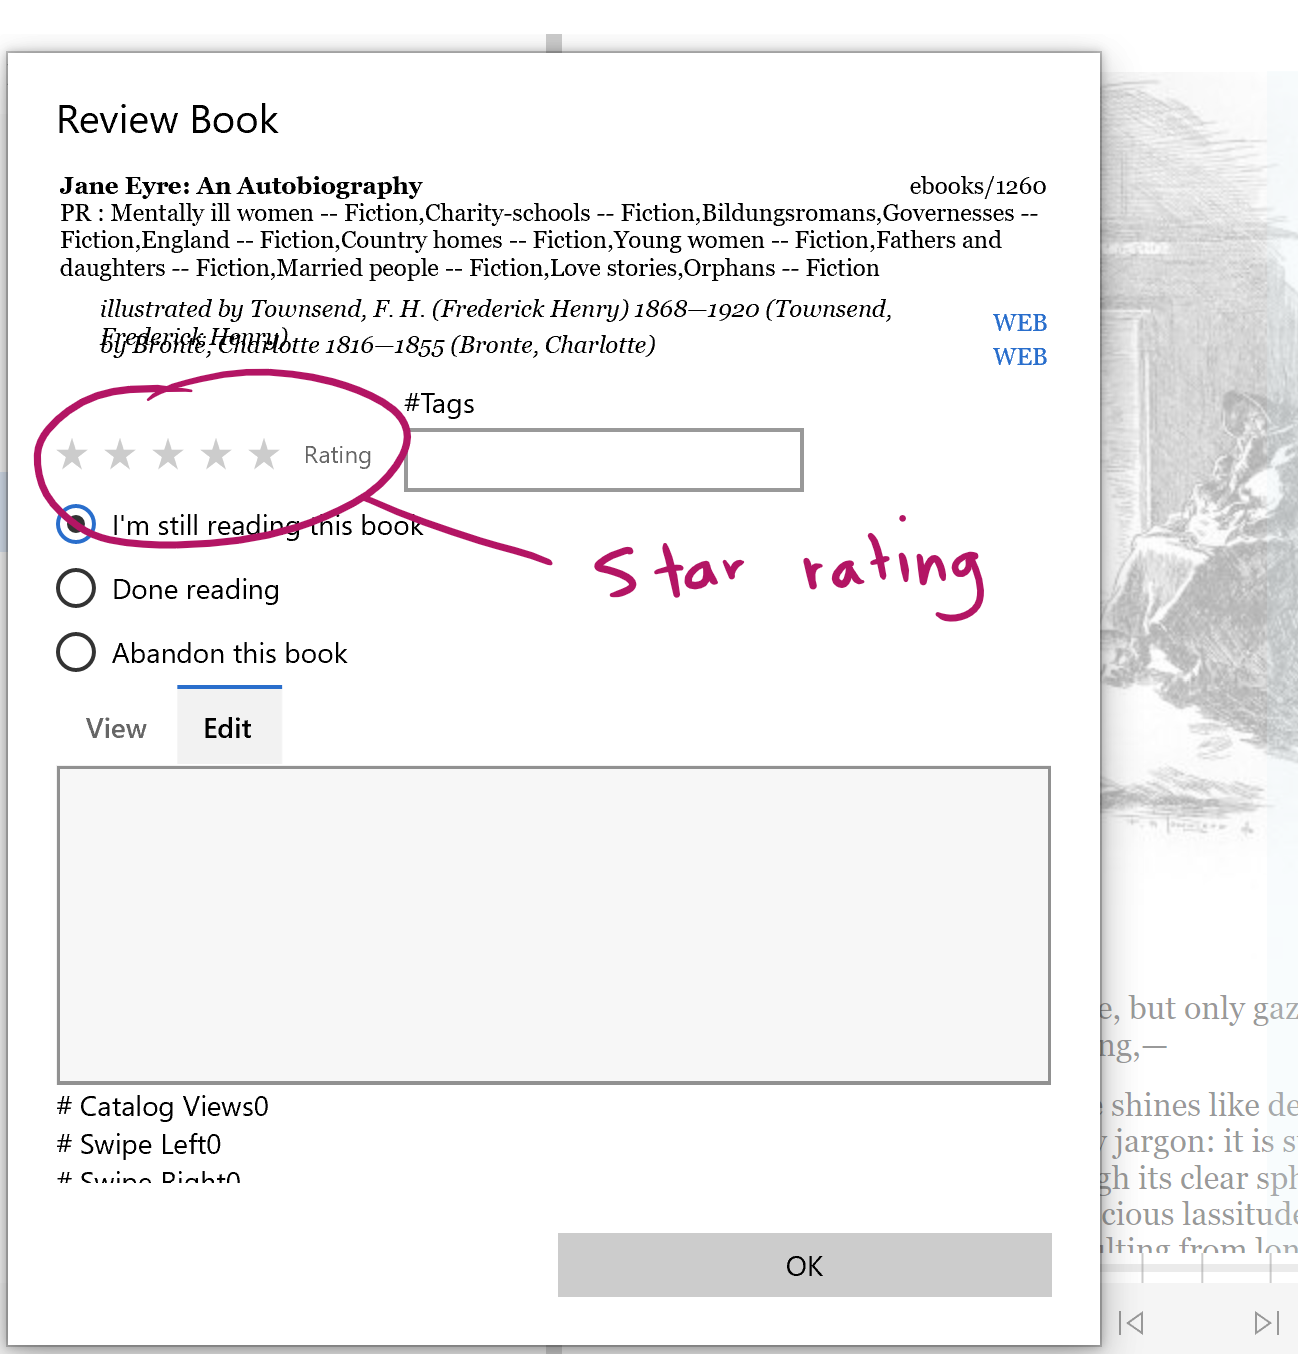 Review Book
Jane Eyre: An Autobiography
ebooks/1260
PR : Mentally ill women -- Fiction,Charity-schools -- Fiction,Bildungsromans,Governesses --
Fiction,England -- Fiction,Country homes -- Fiction,Young women -- Fiction,Fathers and
daughters -- Fiction,Married people -- Fiction,Love stories,Orphans -- Fiction
illustrated by Townsend, F. H. (Frederick Henry) 1868—1920 (Townsend,
Frederick Henry)
WEB
by Bronte, Charlotte 1816—1855 (Bronte, Charlotte)
WEB
#Tags
Rating
I'm still reading this book
Star rating
Done reading
Abandon this book
View
Edit
# Catalog Views0
# Swipe Left0
# Swipe Right0
OK
e, but only gaz
ng,—
shines like de
jargon: it is s
gh its clear sph
cious lassitude
ulting from lon